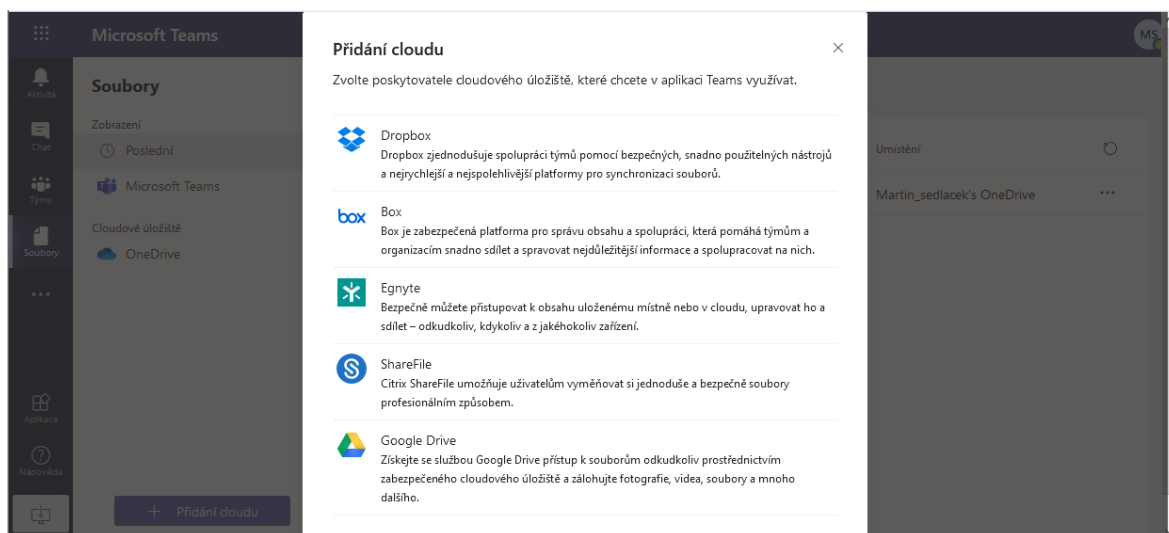 Microsoft Teams
MS
Aktivita
Chat
Týmy
Soubory
Aplikace
Nápověda
Soubory
Zobrazení
Poslední
Microsoft Teams
Cloudové úložiště
OneDrive
+ Přidání cloudu
Přidání cloudu
Zvolte poskytovatele cloudového úložiště, které chcete v aplikaci Teams využívat.
Dropbox
Dropbox zjednodušuje spolupráci týmů pomocí bezpečných, snadno použitelných nástrojů
a nejrychlejší a nejspolehlivější platformy pro synchronizaci souborů.
box
Box
Box je zabezpečená platforma pro správu obsahu a spolupráci, která pomáhá týmům a
organizacím snadno sdílet a spravovat nejdůležitější informace a spolupracovat na nich.
Egnyte
Bezpečně můžete přistupovat k obsahu uloženému místně nebo v cloudu, upravovat ho a
sdílet – odkudkoliv, kdykoliv a z jakéhokoliv zařízení.
ShareFile
Citrix ShareFile umožňuje uživatelům vyměňovat si jednoduše a bezpečně soubory
profesionálním způsobem.
Google Drive
Získejte se službou Google Drive přístup k souborům odkudkoliv prostřednictvím
zabezpečeného cloudového úložiště a zálohujte fotografie, videa, soubory a mnoho
dalšího.
Umístění
Martin_sedlacek's OneDrive